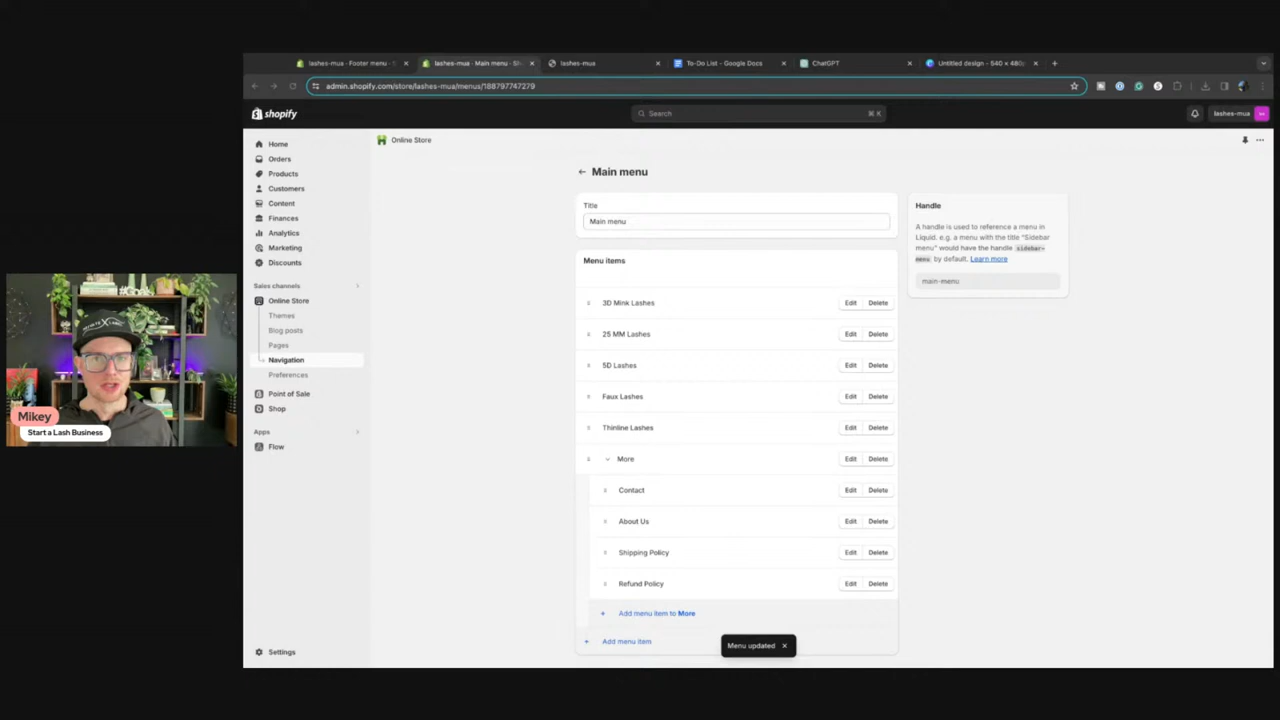 lashes-mua · Footer menu · S
lashes-mua · Main menu · Sh
lashes-mua
To-Do List - Google Docs
ChatGPT
Untitled design - 540 × 480p
admin.shopify.com/store/lashes-mua/menus/188797747279
shopify
Search
⌘ K
lashes-mua
Home
Orders
Products
Customers
Content
Finances
Analytics
Marketing
Discounts
Sales channels
Online Store
Themes
Blog posts
Pages
Navigation
Preferences
Point of Sale
Shop
Apps
Flow
Settings
Online Store
Main menu
Title
Main menu
Menu items
3D Mink Lashes Edit Delete
25 MM Lashes Edit Delete
5D Lashes Edit Delete
Faux Lashes Edit Delete
Thinline Lashes Edit Delete
More Edit Delete
Contact Edit Delete
About Us Edit Delete
Shipping Policy Edit Delete
Refund Policy Edit Delete
+ Add menu item to More
+ Add menu item
Menu updated
Handle
A handle is used to reference a menu in
Liquid. e.g. a menu with the title "Sidebar
menu" would have the handle sidebar-
menu by default. Learn more
main-menu
Mikey
Start a Lash Business